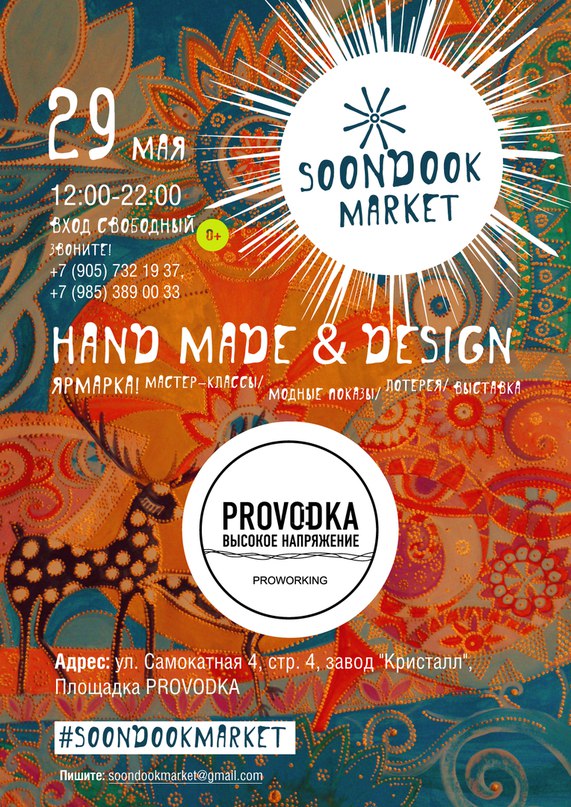 29 МАЯ
SOONDOOK
MARKET
12:00-22:00
ВХОД СВОБОДНЫЙ
0+
ЗВОНИТЕ!
+7 (905) 732 19 37,
+7 (985) 389 00 33
HAND MADE & DESIGN
ЯРМАРКА! МАСТЕР-КЛАССЫ/ МОДНЫЕ ПОКАЗЫ/ ЛОТЕРЕЯ/ ВЫСТАВКА
PROVODKA
ВЫСОКОЕ НАПРЯЖЕНИЕ
PROWORKING
Адрес: ул. Самокатная 4, стр. 4, завод "Кристалл",
Площадка PROVODKA
#SOONDOOKMARKET
Пишите: soondookmarket@gmail.com